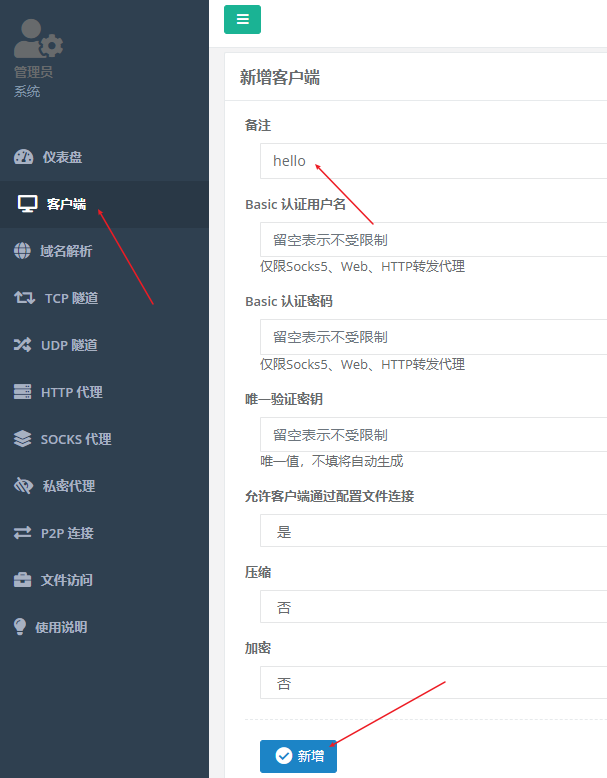 管理员
系统
仪表盘
客户端
域名解析
TCP 隧道
UDP 隧道
HTTP 代理
SOCKS 代理
私密代理
P2P 连接
文件访问
使用说明
新增客户端
备注
hello
Basic 认证用户名
留空表示不受限制
仅限Socks5、Web、HTTP转发代理
Basic 认证密码
留空表示不受限制
仅限Socks5、Web、HTTP转发代理
唯一验证密钥
留空表示不受限制
唯一值，不填将自动生成
允许客户端通过配置文件连接
是
压缩
否
加密
否
新增